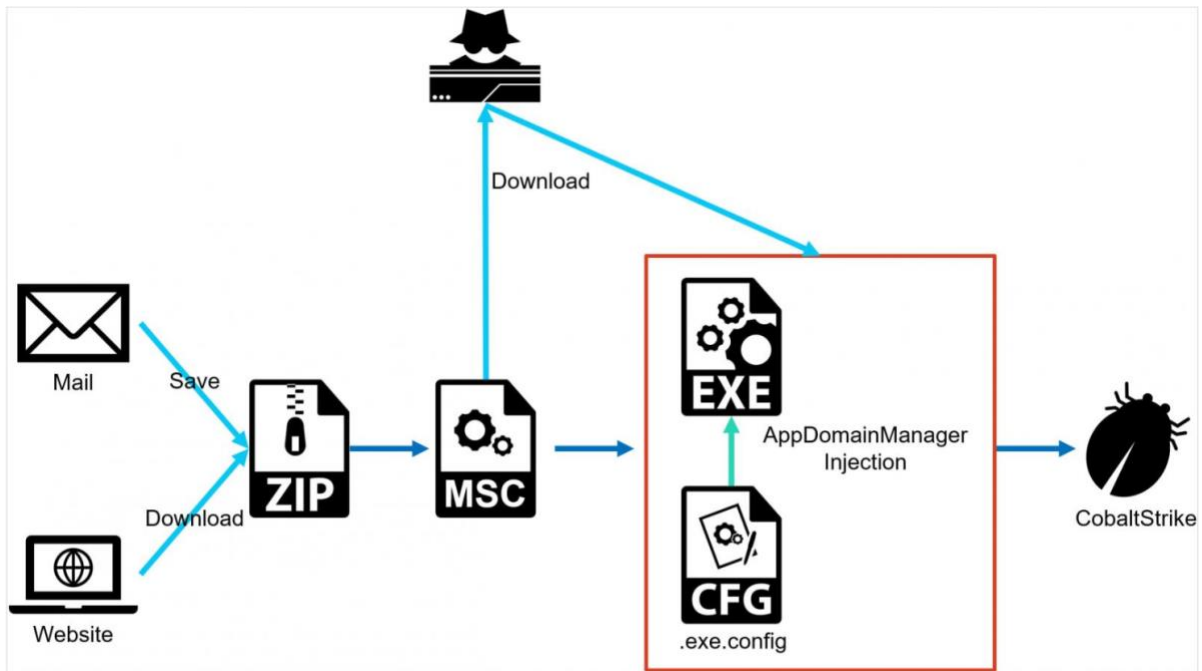 Download
Mail
Save
ZIP
Download
Website
MSC
EXE
AppDomainManager
Injection
CFG
.exe.config
CobaltStrike